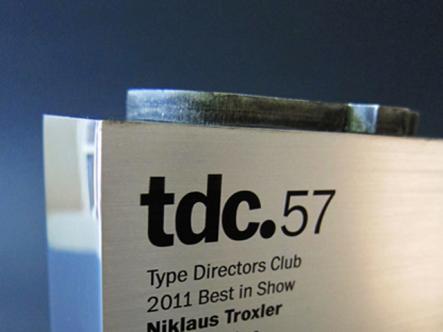 tdc.57
Type Directors Club
2011 Best in Show
Niklaus Troxler